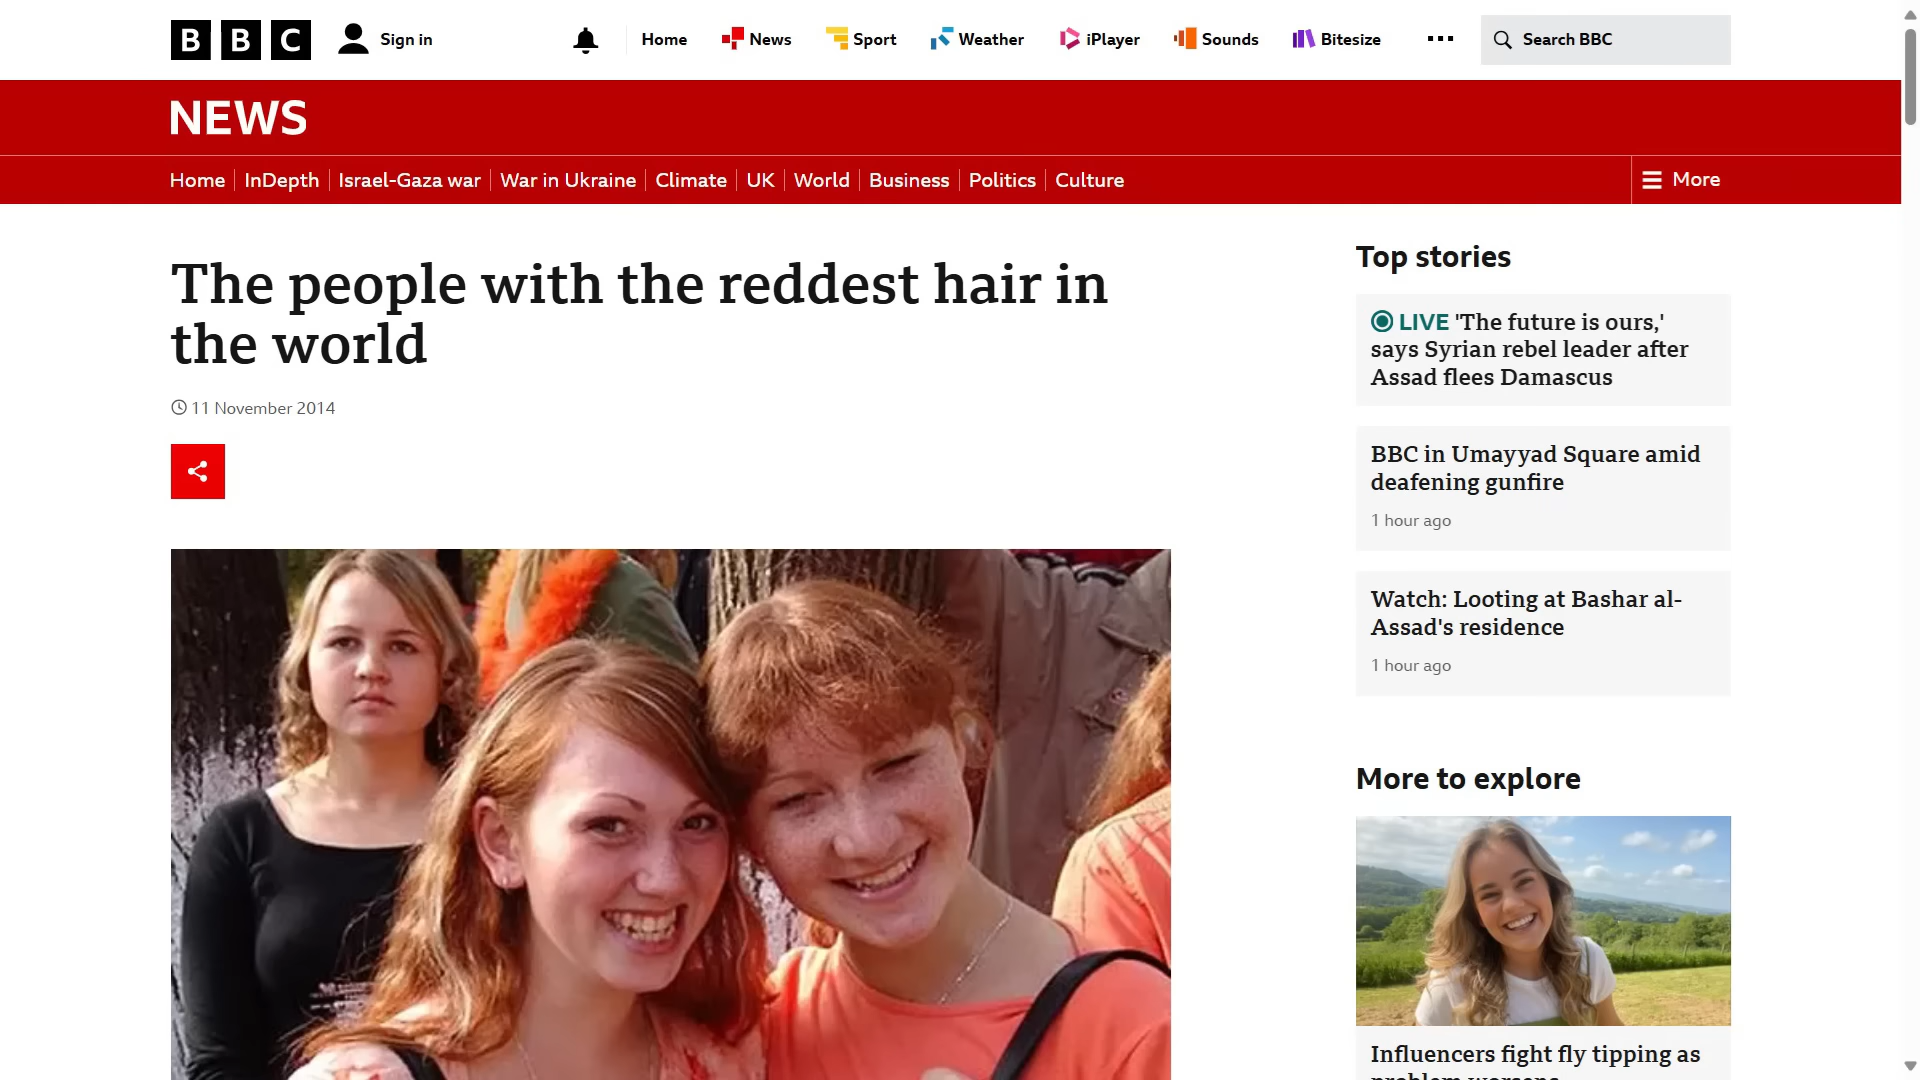 BBC
Sign in
Home
News
Sport
Weather
iPlayer
Sounds
Bitesize
Search BBC
NEWS
Home
InDepth
Israel-Gaza war
War in Ukraine
Climate
UK
World
Business
Politics
Culture
More
The people with the reddest hair in
the world
11 November 2014
Top stories
LIVE 'The future is ours,'
says Syrian rebel leader after
Assad flees Damascus
BBC in Umayyad Square amid
deafening gunfire
1 hour ago
Watch: Looting at Bashar al-
Assad's residence
1 hour ago
More to explore
Influencers fight fly tipping as